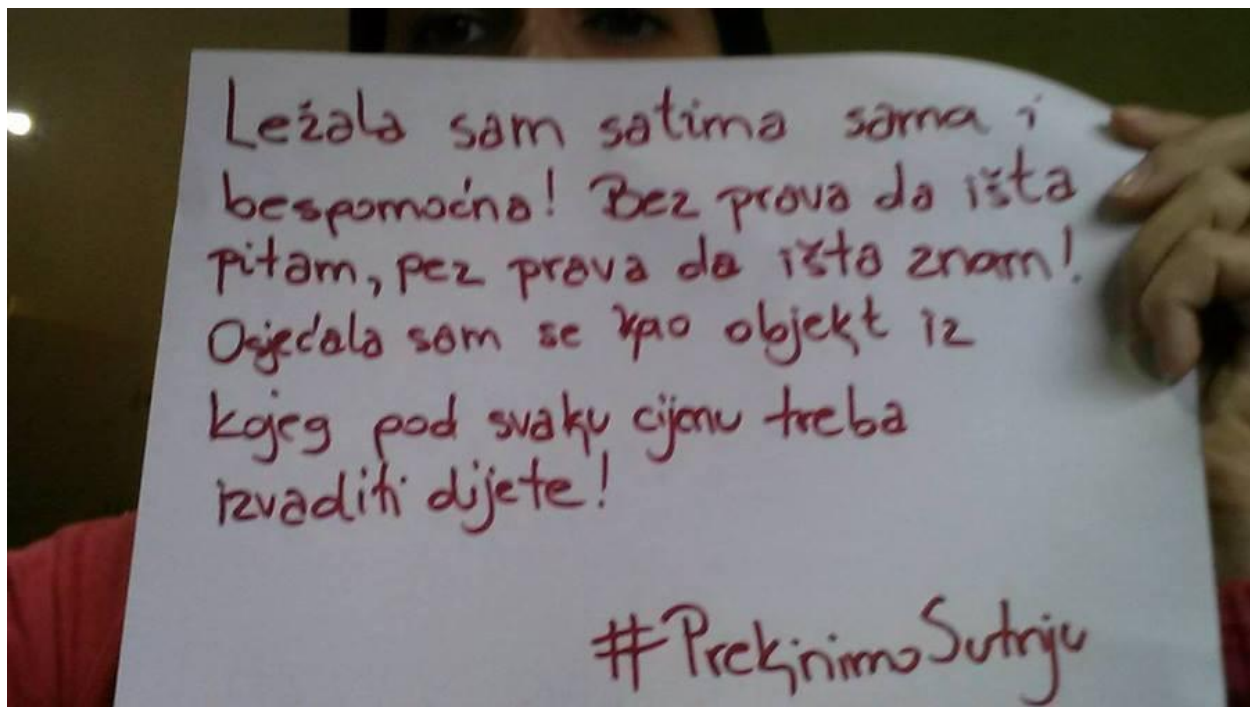 Ležala sam satima sama i
bespomoćna! Bez prava da išta
pitam, pez prava da išta znam!
Osjećala sam se kao objekt iz
kojeg pod svaku cijenu treba
izvaditi dijete!
#PrekinimoŠutnju